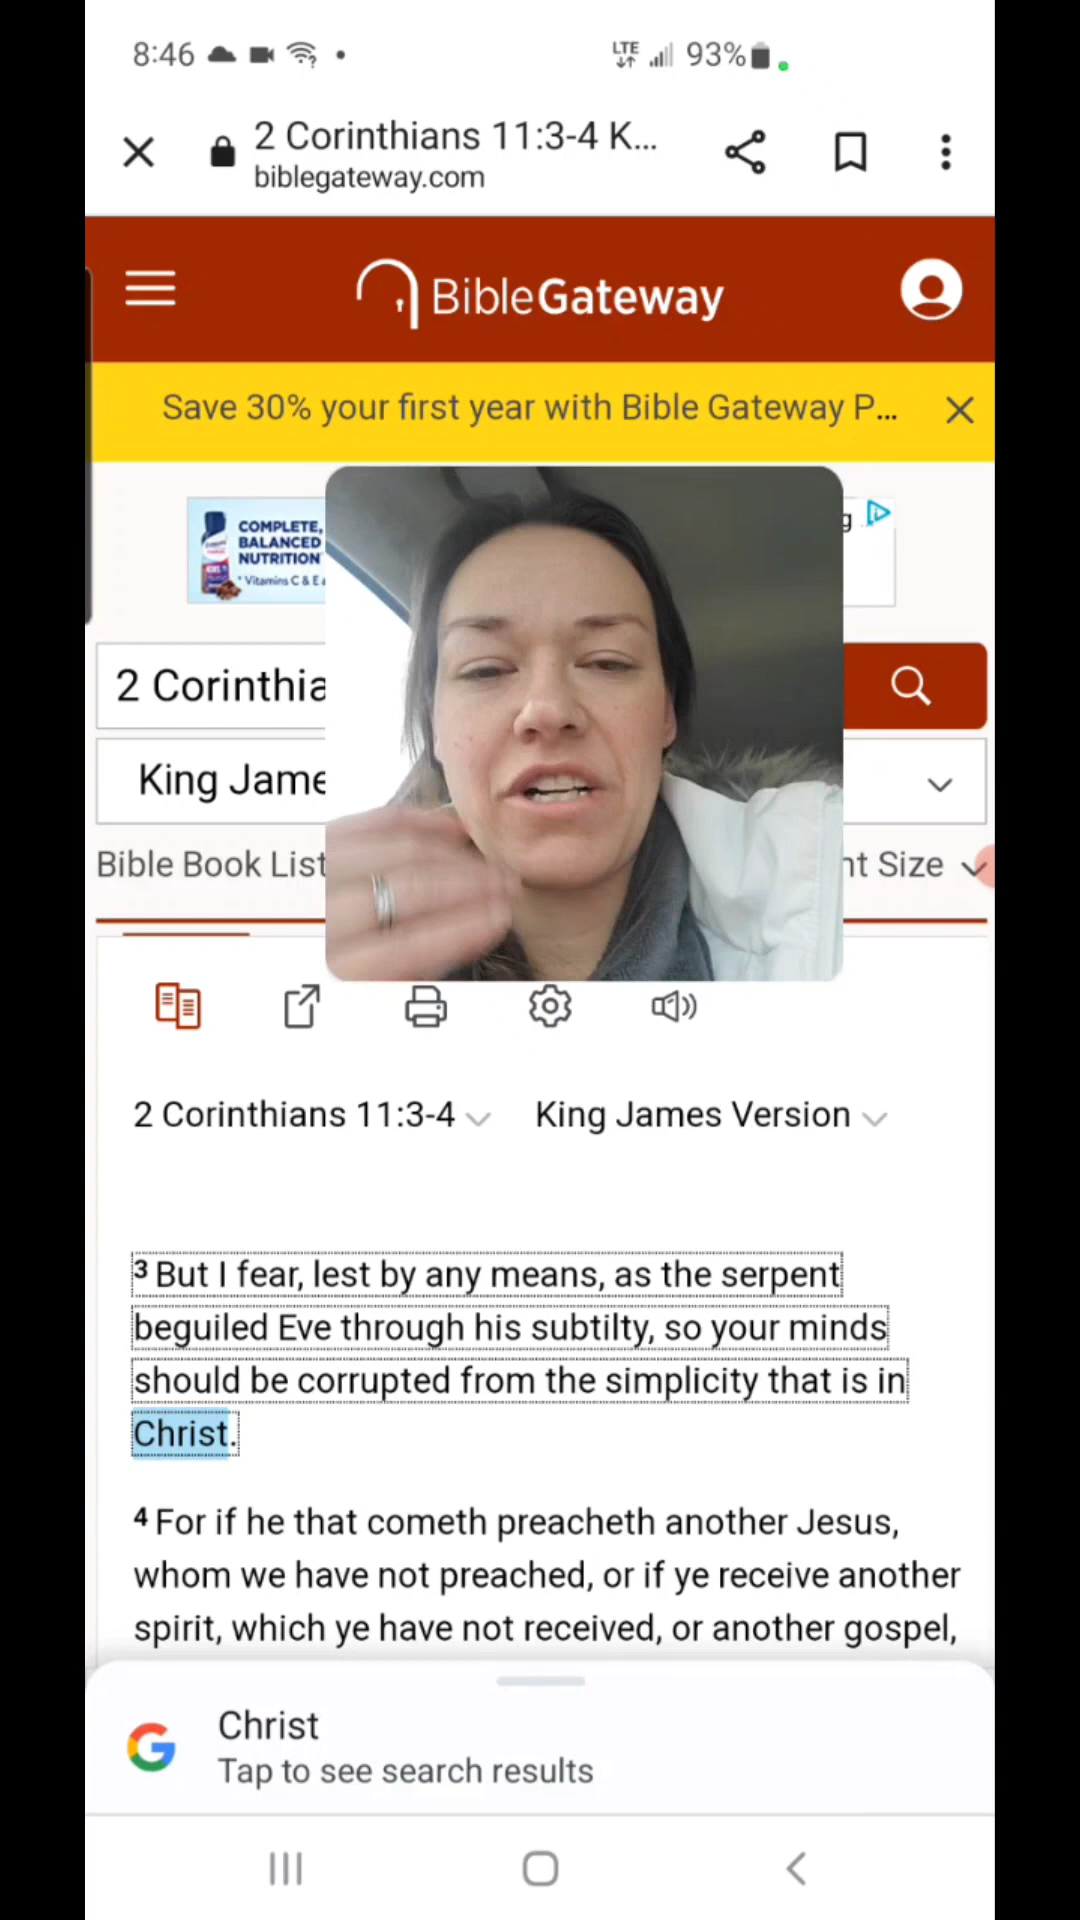 8:46
LTE 93%
2 Corinthians 11:3-4 K...
biblegateway.com
BibleGateway
Save 30% your first year with Bible Gateway P...
COMPLETE,
BALANCED
NUTRITION
* Vitamins C & E
g
2 Corinthia
King Jame
Bible Book List
nt Size
2 Corinthians 11:3-4
King James Version
3 But I fear, lest by any means, as the serpent
beguiled Eve through his subtilty, so your minds
should be corrupted from the simplicity that is in
Christ.
4 For if he that cometh preacheth another Jesus,
whom we have not preached, or if ye receive another
spirit, which ye have not received, or another gospel,
Christ
Tap to see search results